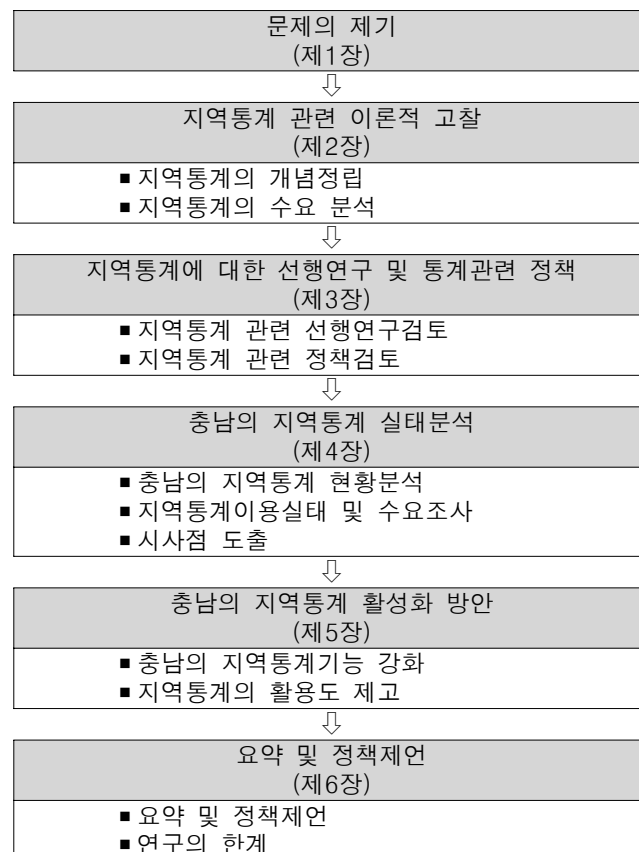 문제의 제기
(제1장)
⇩
지역통계 관련 이론적 고찰
(제2장)
▪지역통계의 개념정립
▪지역통계의 수요 분석
⇩
지역통계에 대한 선행연구 및 통계관련 정책
(제3장)
▪지역통계 관련 선행연구검토
▪지역통계 관련 정책검토
⇩
충남의 지역통계 실태분석
(제4장)
▪충남의 지역통계 현황분석
▪지역통계이용실태 및 수요조사
▪시사점 도출
⇩
충남의 지역통계 활성화 방안
(제5장)
▪충남의 지역통계기능 강화
▪지역통계의 활용도 제고
⇩
요약 및 정책제언
(제6장)
▪요약 및 정책제언
▪연구의 한계